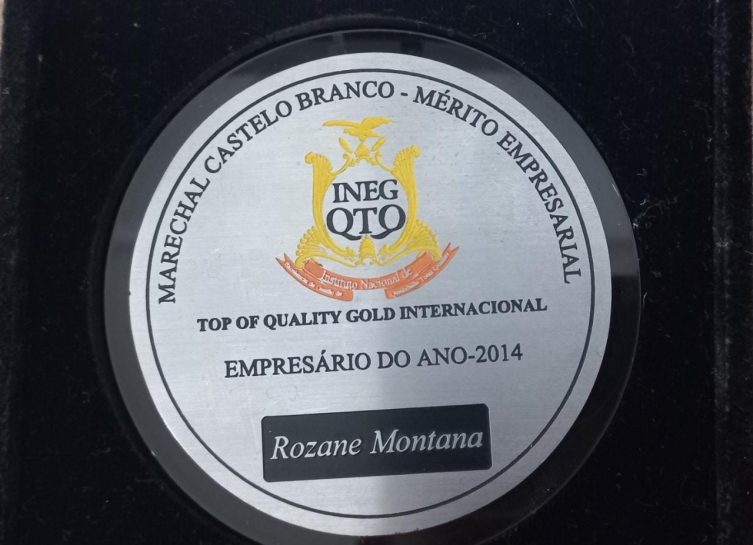 MARECHAL CASTELO BRANCO - MÉRITO EMPRESARIAL
INEG
QTO
Instituto Nacional de
TOP OF QUALITY GOLD INTERNACIONAL
EMPRESÁRIO DO ANO-2014
Rozane Montana